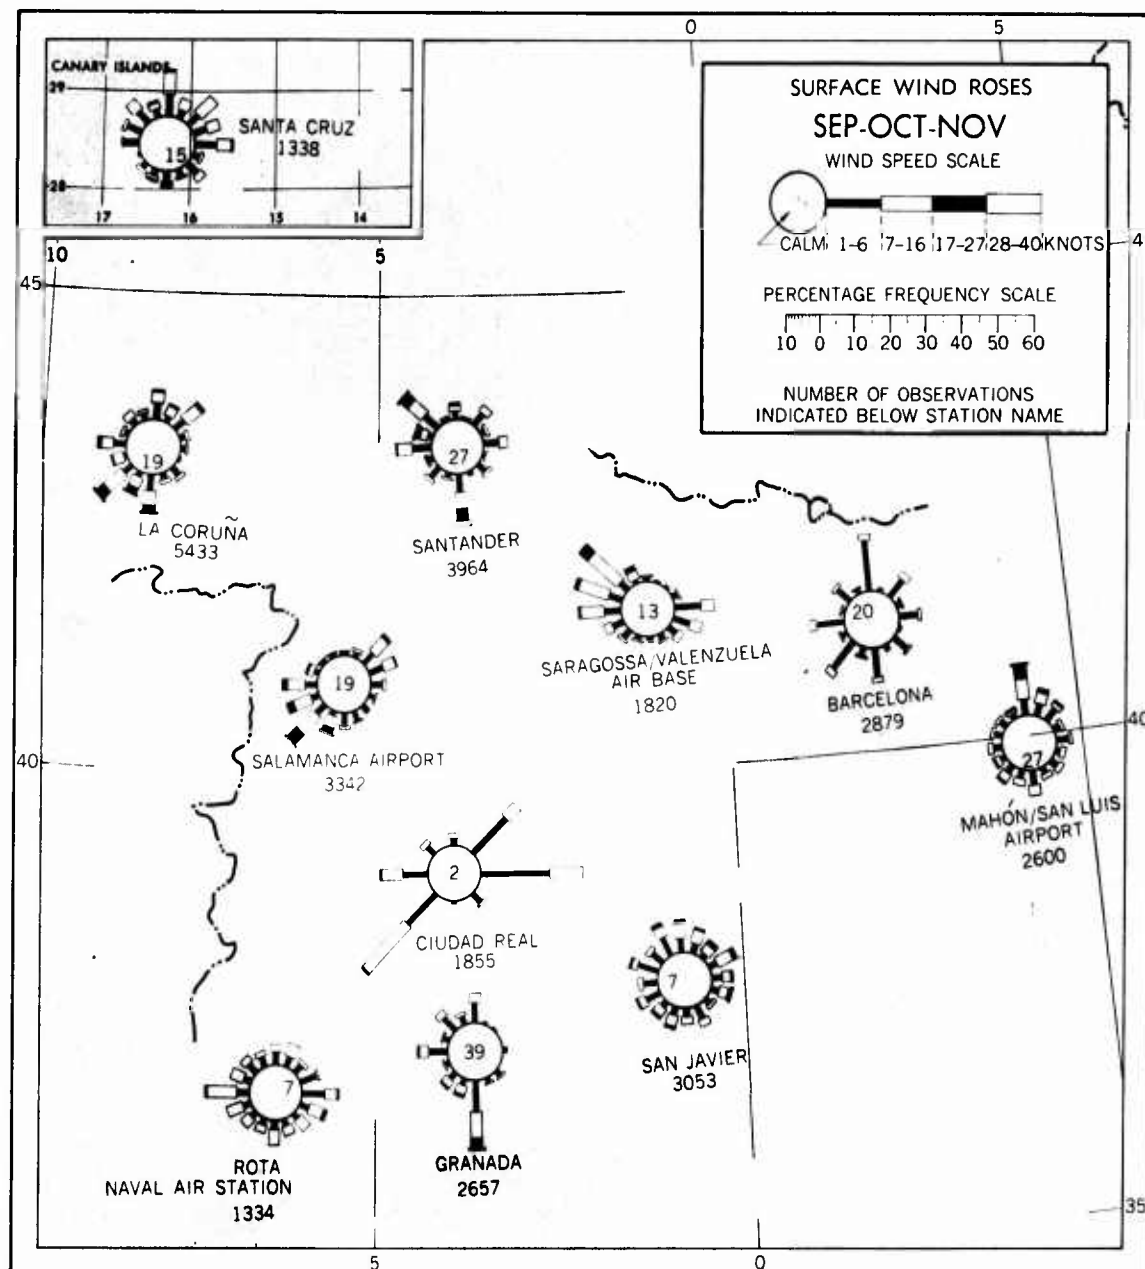 0 5
CANARY ISLANDS
29
SANTA CRUZ
1338
15
28
17 16 15 14
SURFACE WIND ROSES
SEP-OCT-NOV
WIND SPEED SCALE
CALM 1-6 7-16 17-27 28-40 KNOTS
PERCENTAGE FREQUENCY SCALE
10 0 10 20 30 40 50 60
NUMBER OF OBSERVATIONS
INDICATED BELOW STATION NAME
10 5
45
4
19
LA CORUÑA
5433
27
SANTANDER
3964
13
SARAGOSSA/VALENZUELA
AIR BASE
1820
20
BARCELONA
2879
19
SALAMANCA AIRPORT
3342
40
40
27
MAHÓN/SAN LUIS
AIRPORT
2600
2
CIUDAD REAL
1855
7
SAN JAVIER
3053
7
ROTA
NAVAL AIR STATION
1334
39
GRANADA
2657
35
5 0